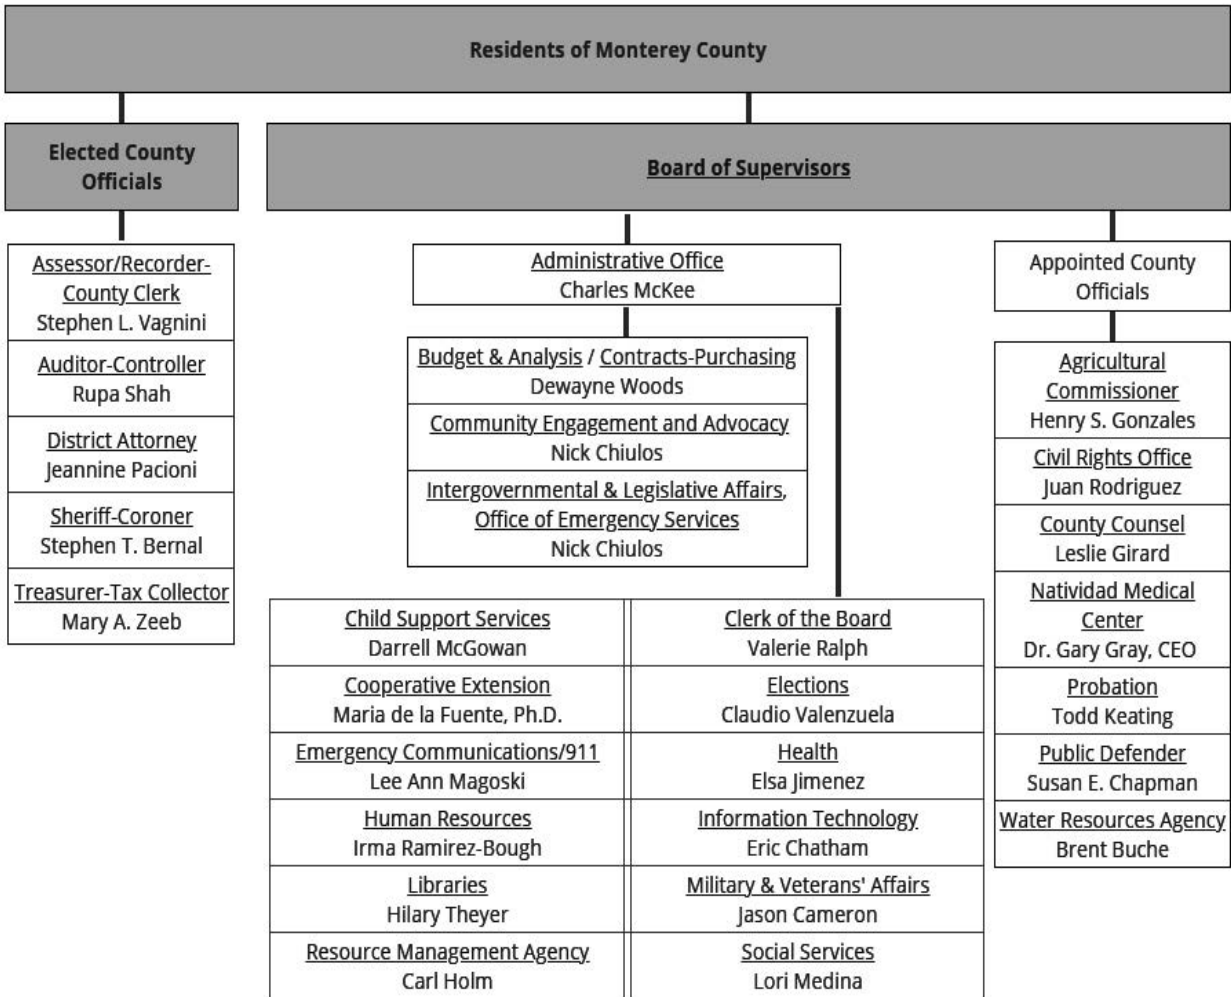 Residents of Monterey County
Elected County
Officials
Board of Supervisors
Assessor/Recorder-
County Clerk
Stephen L. Vagnini
Auditor-Controller
Rupa Shah
District Attorney
Jeannine Pacioni
Sheriff-Coroner
Stephen T. Bernal
Treasurer-Tax Collector
Mary A. Zeeb
Administrative Office
Charles McKee
Budget & Analysis / Contracts-Purchasing
Dewayne Woods
Community Engagement and Advocacy
Nick Chiulos
Intergovernmental & Legislative Affairs,
Office of Emergency Services
Nick Chiulos
Child Support Services
Darrell McGowan
Cooperative Extension
Maria de la Fuente, Ph.D.
Emergency Communications/911
Lee Ann Magoski
Human Resources
Irma Ramirez-Bough
Libraries
Hilary Theyer
Resource Management Agency
Carl Holm
Clerk of the Board
Valerie Ralph
Elections
Claudio Valenzuela
Health
Elsa Jimenez
Information Technology
Eric Chatham
Military & Veterans' Affairs
Jason Cameron
Social Services
Lori Medina
Appointed County
Officials
Agricultural
Commissioner
Henry S. Gonzales
Civil Rights Office
Juan Rodriguez
County Counsel
Leslie Girard
Natividad Medical
Center
Dr. Gary Gray, CEO
Probation
Todd Keating
Public Defender
Susan E. Chapman
Water Resources Agency
Brent Buche